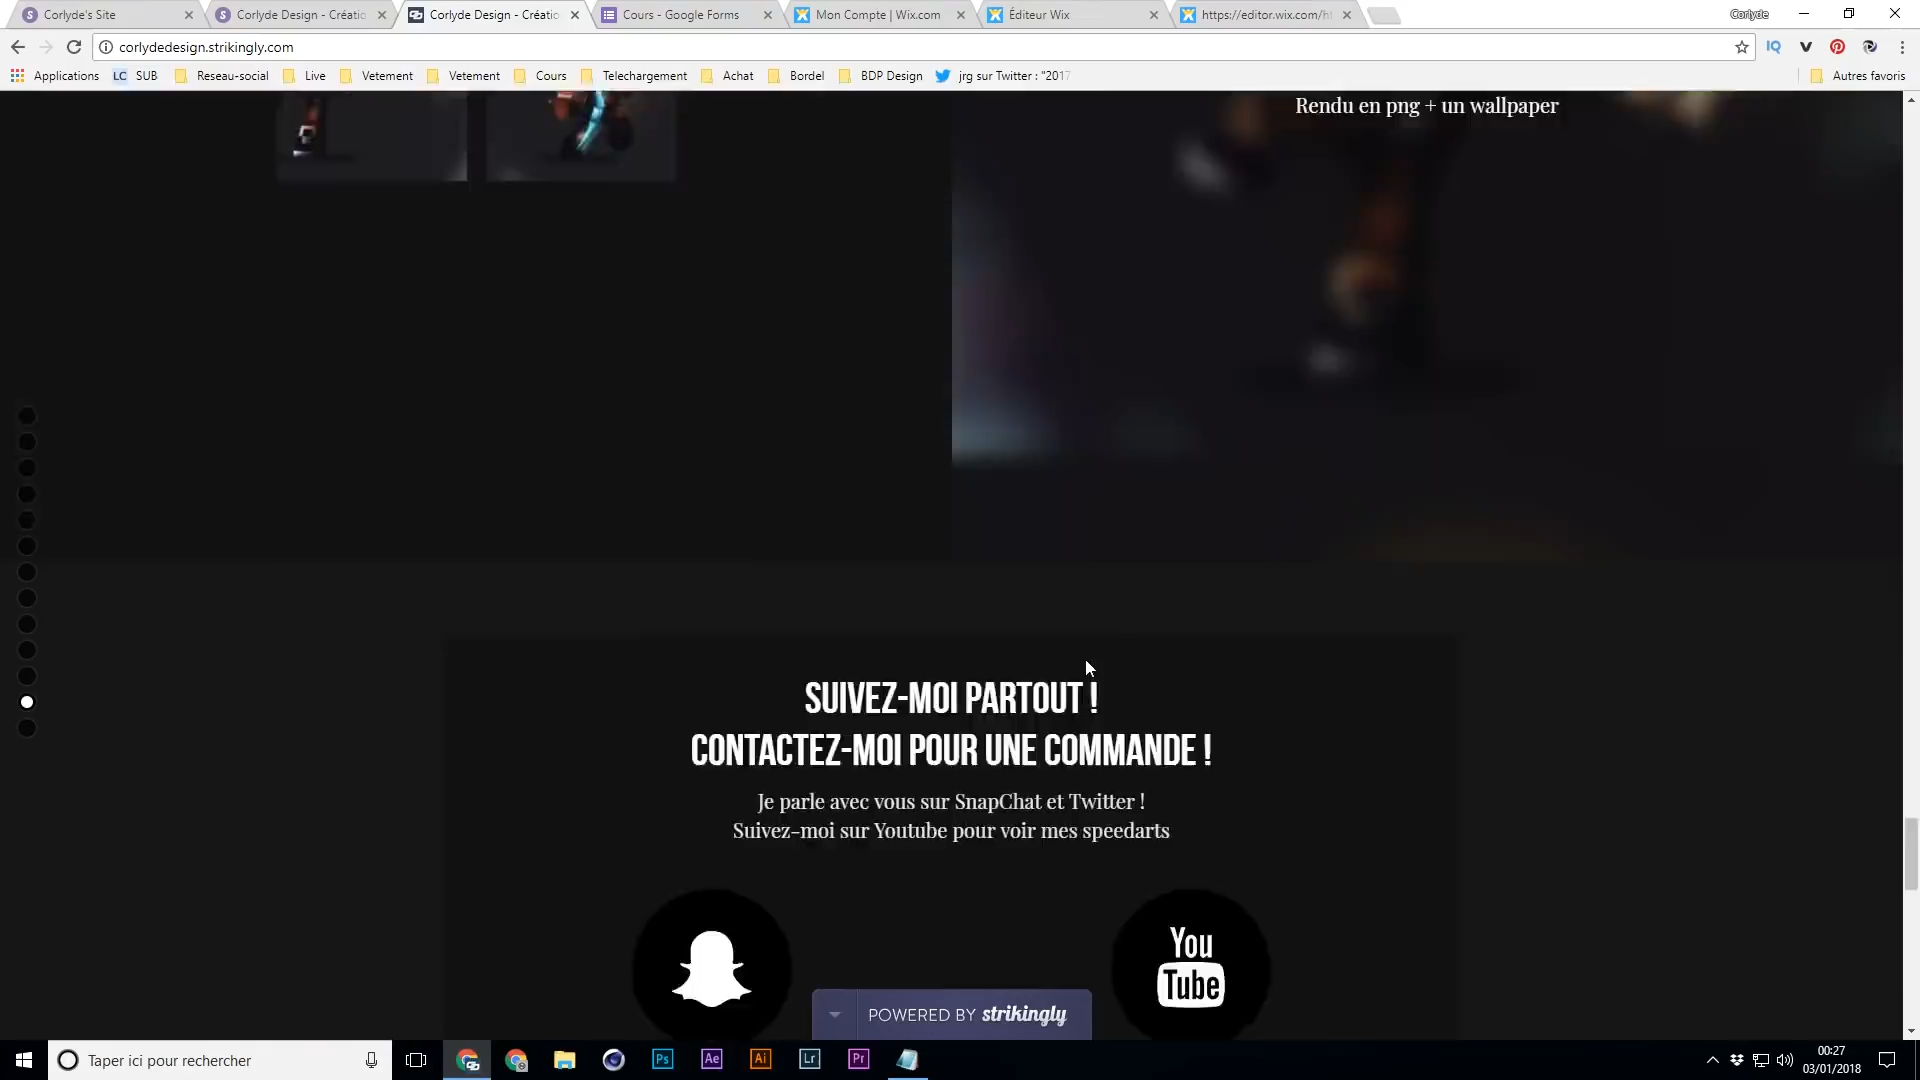 Corlyde's Site
Corlyde Design - Créatio
Corlyde Design - Créatio
Cours - Google Forms
Mon Compte | Wix.com
Éditeur Wix
https://editor.wix.com/ht
Corlyde
corlydedesign.strikingly.com
Applications
LC SUB
Reseau-social
Live
Vetement
Vetement
Cours
Telechargement
Achat
Bordel
BDP Design
jrg sur Twitter : "2017
Autres favoris
Rendu en png + un wallpaper
SUIVEZ-MOI PARTOUT !
CONTACTEZ-MOI POUR UNE COMMANDE !
Je parle avec vous sur SnapChat et Twitter !
Suivez-moi sur Youtube pour voir mes speedarts
You
Tube
POWERED BY strikingly
Taper ici pour rechercher
Ps
Ae
Ai
Lr
Pr
00:27
03/01/2018